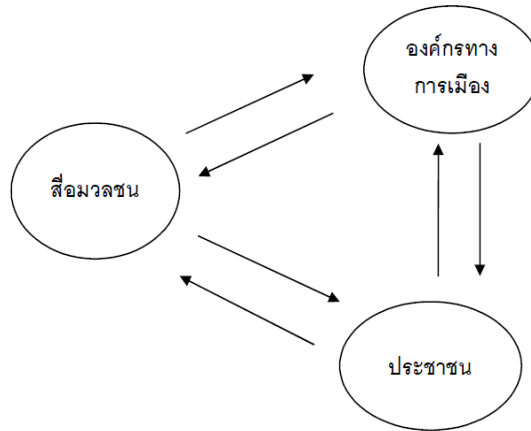 องค์กรทาง
การเมือง
สื่อมวลชน
ประชาชน